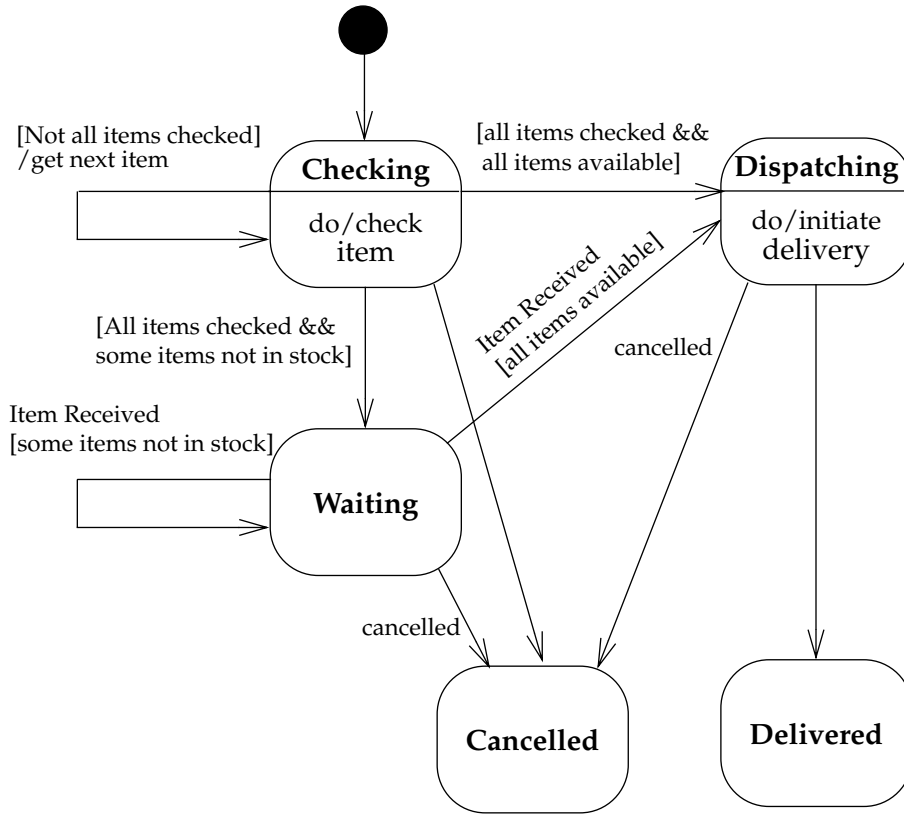 [Not all items checked]
/get next item
[all items checked &&
all items available]
Checking
do/check
item
Dispatching
do/initiate
delivery
Item Received
[all items available]
[All items checked &&
some items not in stock]
cancelled
Item Received
[some items not in stock]
Waiting
cancelled
Cancelled
Delivered